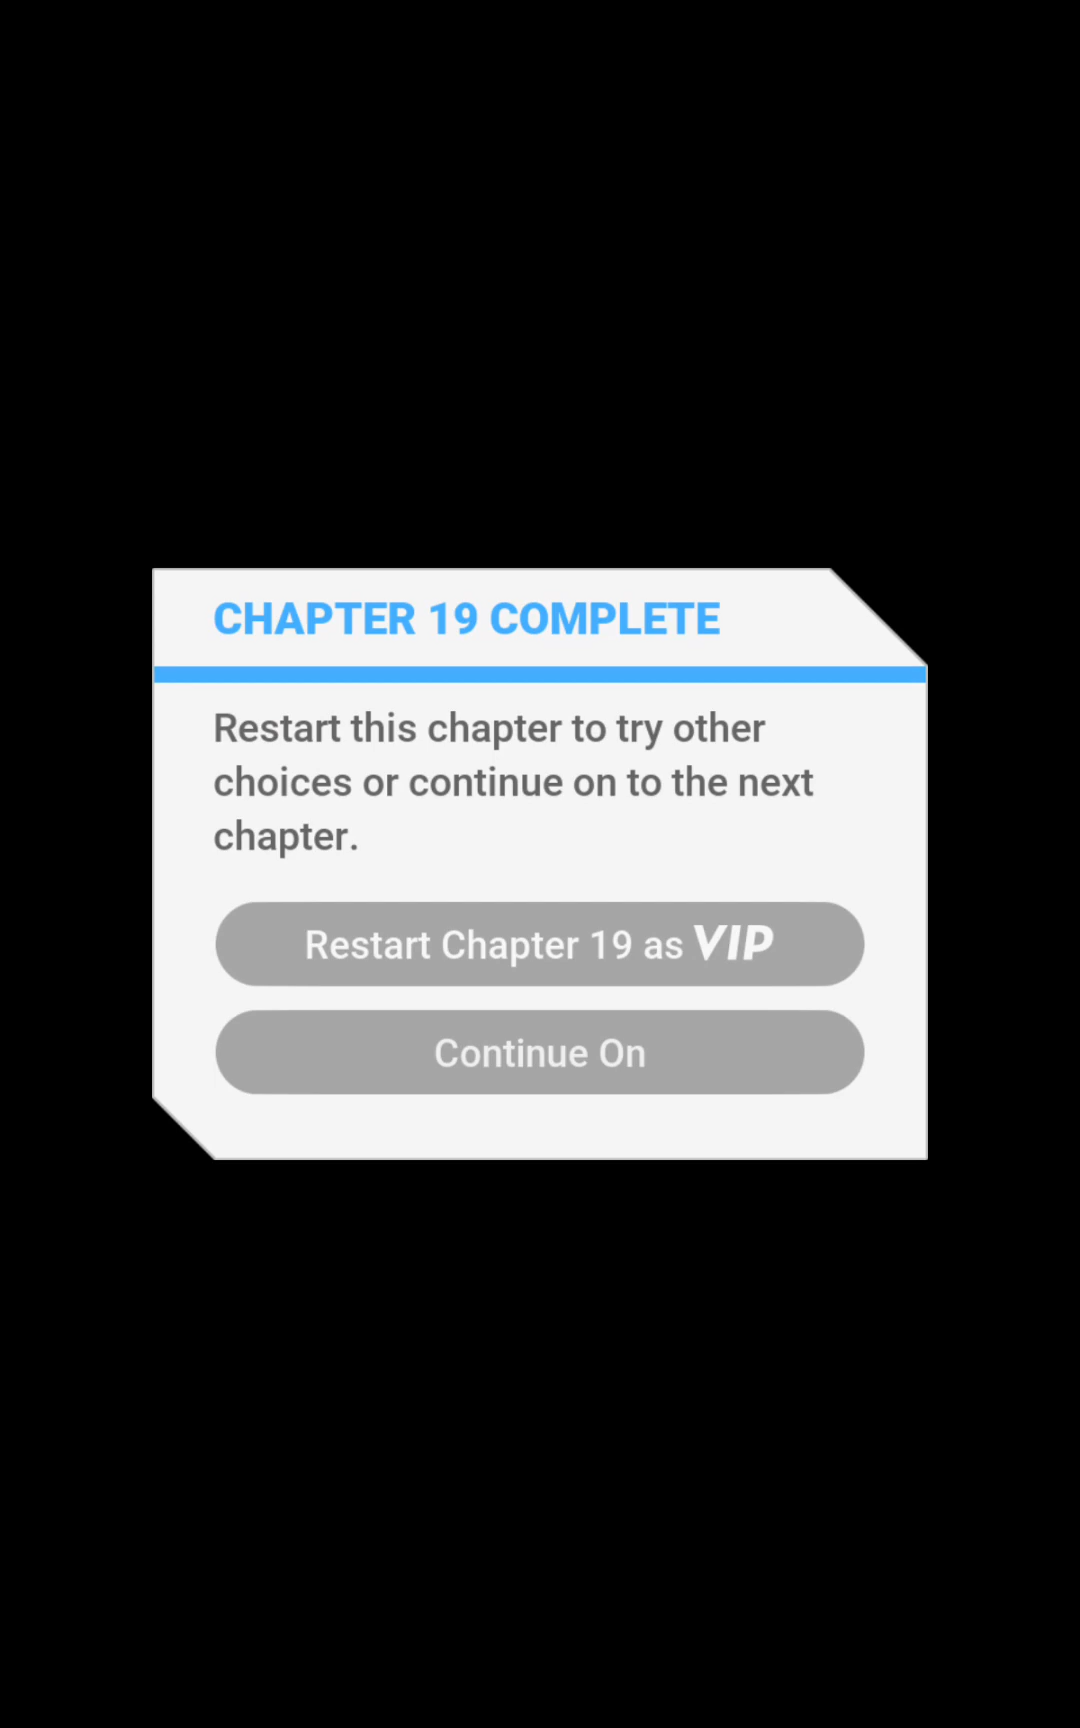 CHAPTER 19 COMPLETE
Restart this chapter to try other
choices or continue on to the next
chapter.
Restart Chapter 19 as VIP
Continue On